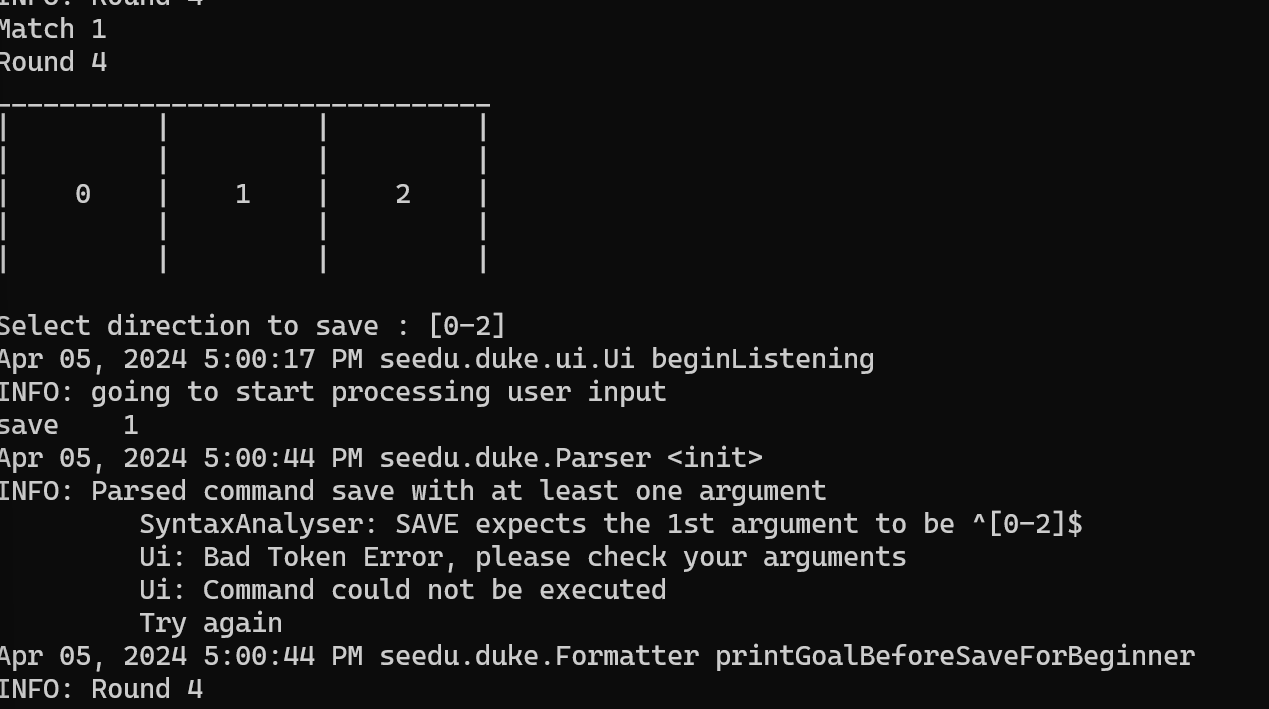 INFO: Round 4
Match 1
Round 4
_______________________________
|         |         |         |
|         |         |         |
|    0    |    1    |    2    |
|         |         |         |
|         |         |         |
Select direction to save : [0-2]
Apr 05, 2024 5:00:17 PM seedu.duke.ui.Ui beginListening
INFO: going to start processing user input
save    1
Apr 05, 2024 5:00:44 PM seedu.duke.Parser <init>
INFO: Parsed command save with at least one argument
SyntaxAnalyser: SAVE expects the 1st argument to be ^[0-2]$
Ui: Bad Token Error, please check your arguments
Ui: Command could not be executed
Try again
Apr 05, 2024 5:00:44 PM seedu.duke.Formatter printGoalBeforeSaveForBeginner
INFO: Round 4